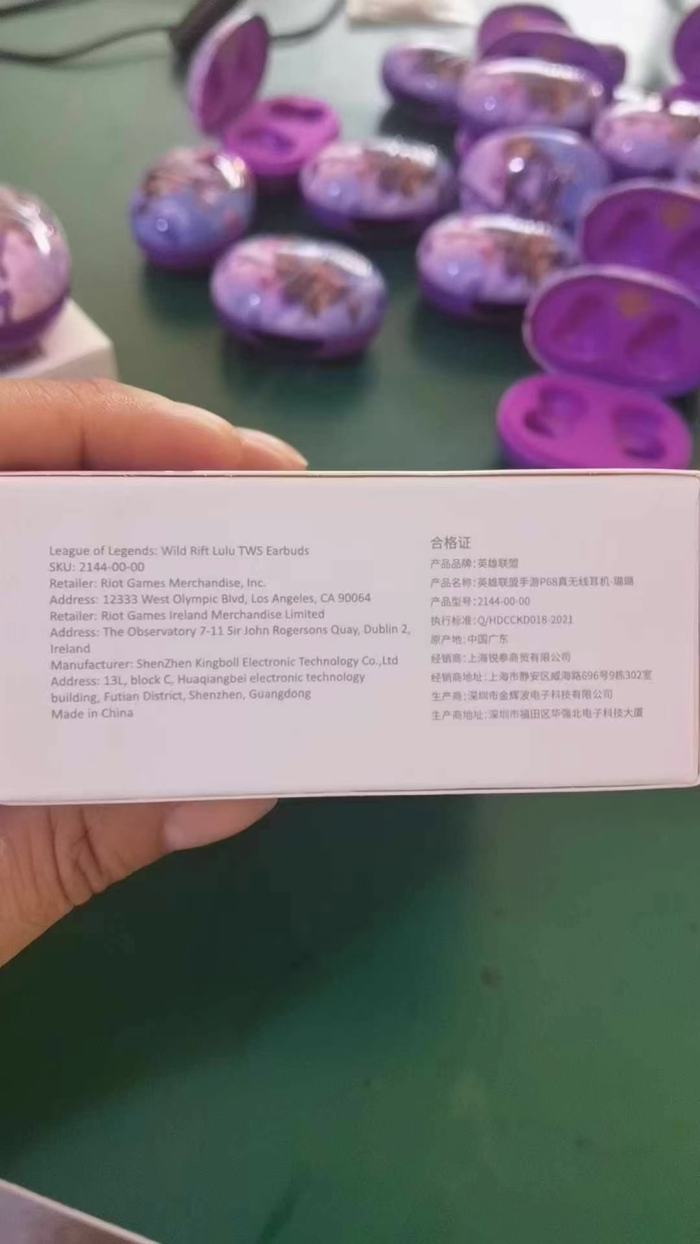 League of Legends: Wild Rift Lulu TWS Earbuds
SKU: 2144-00-00
Retailer: Riot Games Merchandise, Inc.
Address: 12333 West Olympic Blvd, Los Angeles, CA 90064
Retailer: Riot Games Ireland Merchandise Limited
Address: The Observatory 7-11 Sir John Rogersons Quay, Dublin 2,
Ireland
Manufacturer: ShenZhen Kingboll Electronic Technology Co.,Ltd
Address: 13L, block C, Huaqiangbei electronic technology
building, Futian District, Shenzhen, Guangdong
Made in China
合格证
产品品牌:英雄联盟
产品名称:英雄联盟手游P68真无线耳机-璐璐
产品型号:2144-00-00
执行标准:Q/HDCCKD018-2021
原产地:中国广东
经销商:上海锐泰商贸有限公司
经销商地址:上海市静安区威海路696号9栋302室
生产商:深圳市金辉波电子科技有限公司
生产商地址:深圳市福田区华强北电子科技大厦